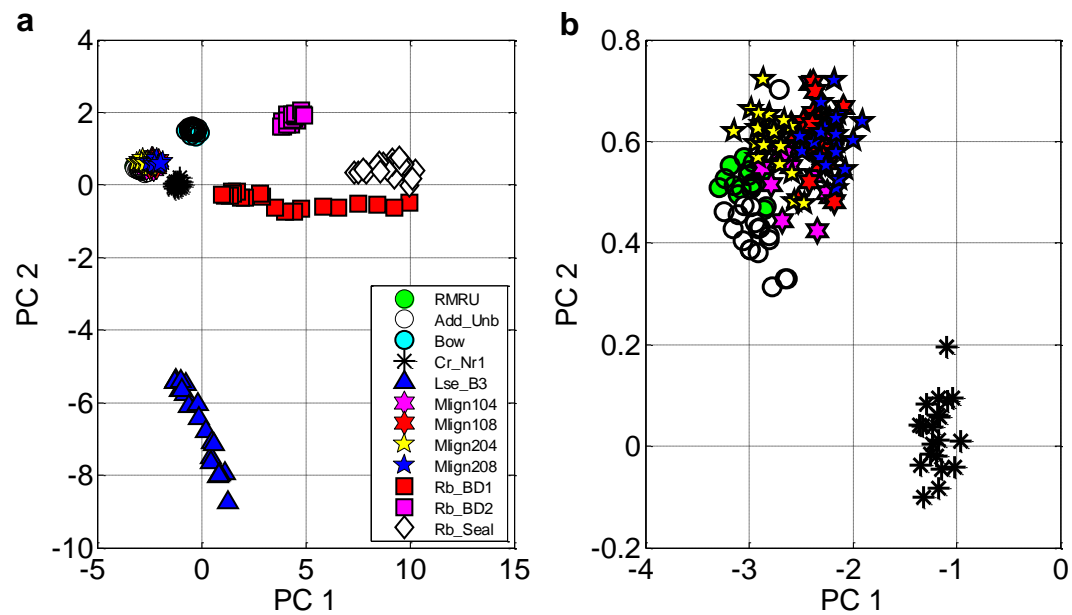 a
4
2
0
-2
-4
-6
-8
-10
-5
0
5
10
15
PC 1
PC 2
RMRU
Add_Unb
Bow
Cr_Nr1
Lse_B3
Mlign104
Mlign108
Mlign204
Mlign208
Rb_BD1
Rb_BD2
Rb_Seal
b
0.8
0.6
0.4
0.2
0
-0.2
-4
-3
-2
-1
0
PC 1
PC 2